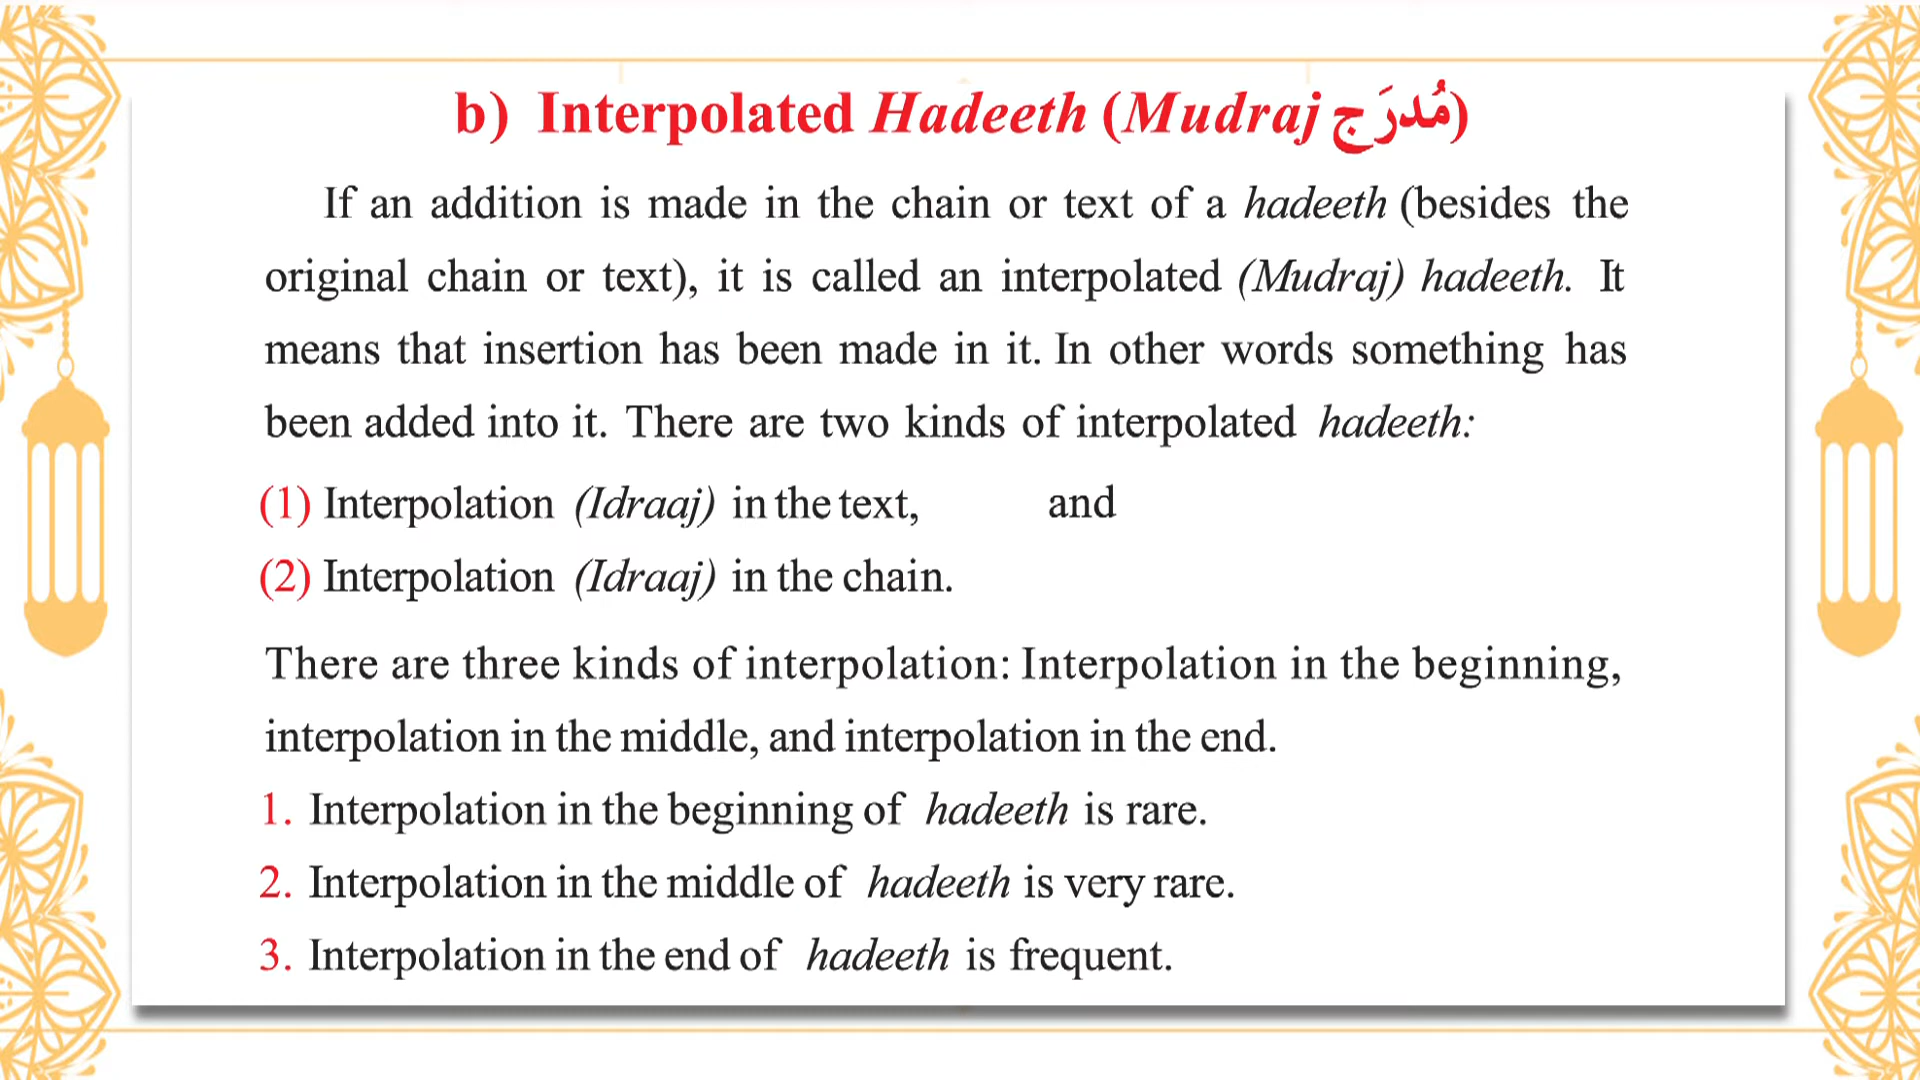 b) Interpolated Hadeeth (Mudraj مُدرَج)
If an addition is made in the chain or text of a hadeeth (besides the
original chain or text), it is called an interpolated (Mudraj) hadeeth. It
means that insertion has been made in it. In other words something has
been added into it. There are two kinds of interpolated hadeeth:
(1) Interpolation (Idraaj) in the text, and
(2) Interpolation (Idraaj) in the chain.
There are three kinds of interpolation: Interpolation in the beginning,
interpolation in the middle, and interpolation in the end.
1. Interpolation in the beginning of hadeeth is rare.
2. Interpolation in the middle of hadeeth is very rare.
3. Interpolation in the end of hadeeth is frequent.